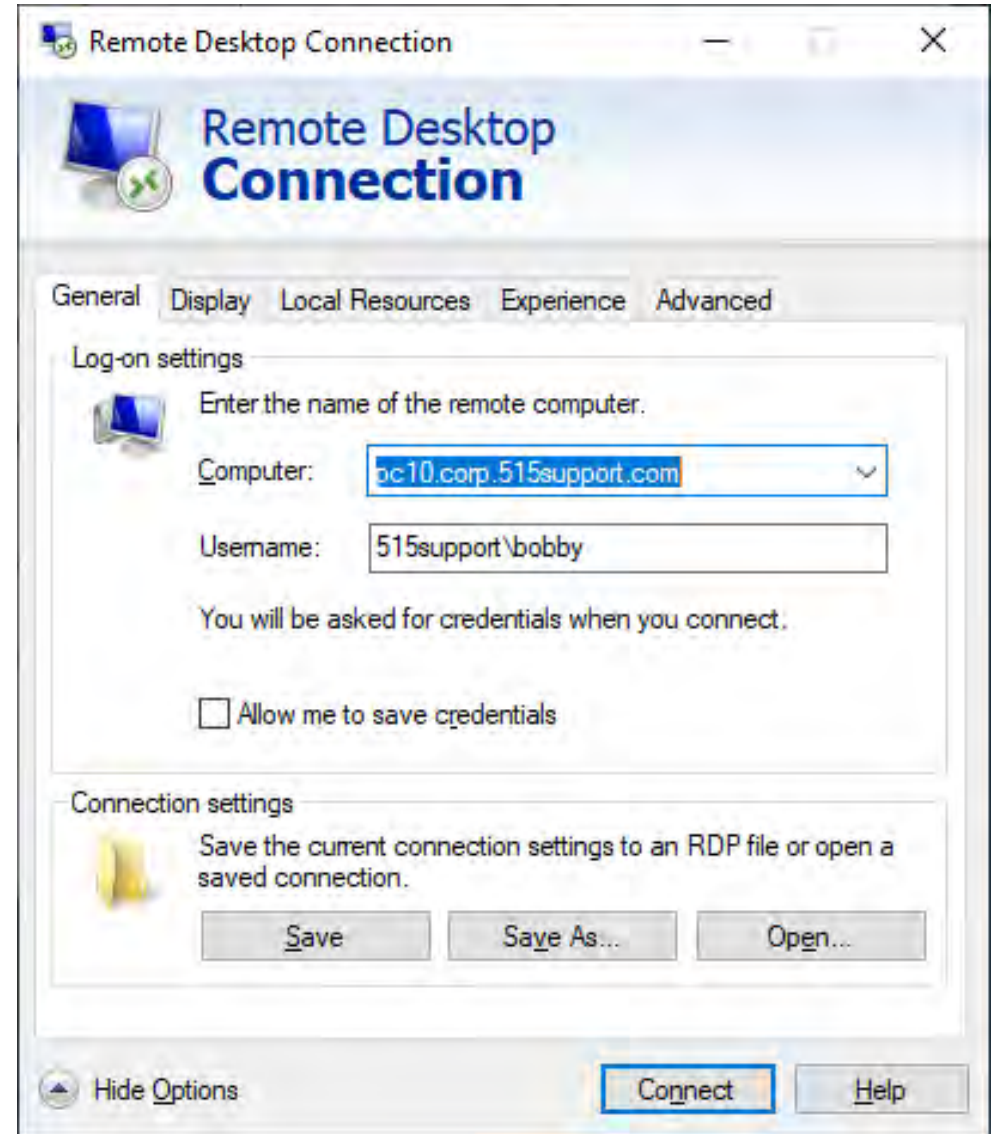 Remote Desktop Connection
Remote Desktop
Connection
General Display Local Resources Experience Advanced
Log-on settings
Enter the name of the remote computer.
Computer: pc10.corp.515support.com
Username: 515support\bobby
You will be asked for credentials when you connect.
Allow me to save credentials
Connection settings
Save the current connection settings to an RDP file or open a
saved connection.
Save Save As... Open...
Hide Options Connect Help